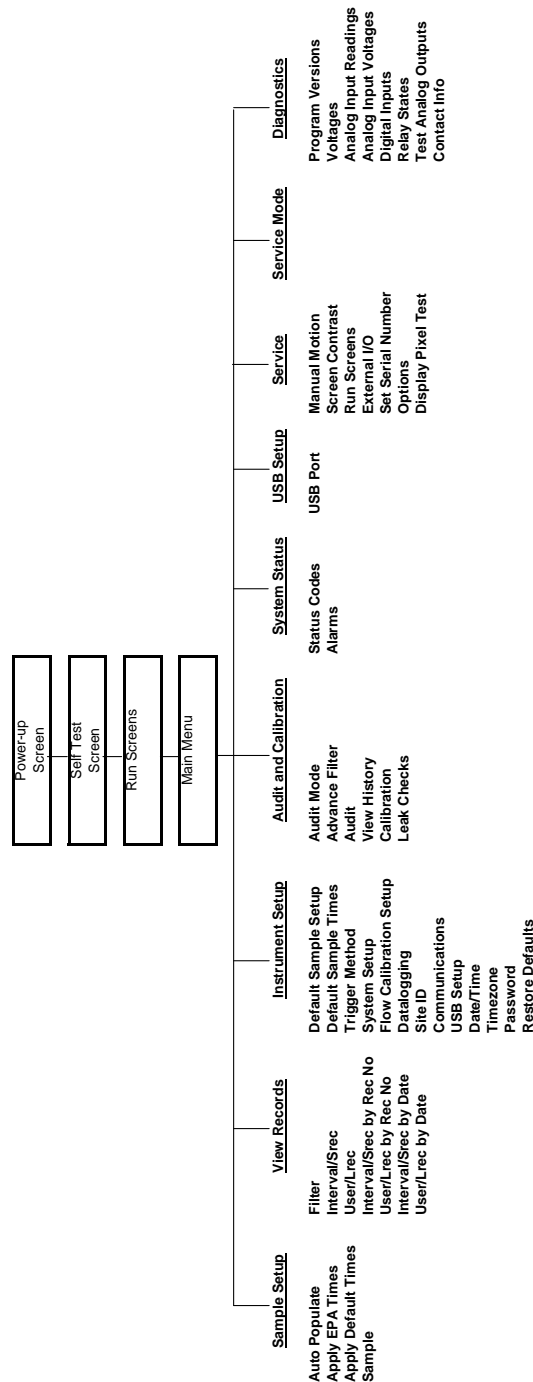 Power-up
Screen
Self Test
Screen
Run Screens
Main Menu
Sample Setup
Auto Populate
Apply EPA Times
Apply Default Times
Sample
View Records
Filter
Interval/Srec
User/Lrec
Interval/Srec by Rec No
User/Lrec by Rec No
Interval/Srec by Date
User/Lrec by Date
Instrument Setup
Default Sample Setup
Default Sample Times
Trigger Method
System Setup
Flow Calibration Setup
Datalogging
Site ID
Communications
USB Setup
Date/Time
Timezone
Password
Restore Defaults
Audit and Calibration
Audit Mode
Advance Filter
Audit
View History
Calibration
Leak Checks
System Status
Status Codes
Alarms
USB Setup
USB Port
Service
Manual Motion
Screen Contrast
Run Screens
External I/O
Set Serial Number
Options
Display Pixel Test
Service Mode
Diagnostics
Program Versions
Voltages
Analog Input Readings
Analog Input Voltages
Digital Inputs
Relay States
Test Analog Outputs
Contact Info